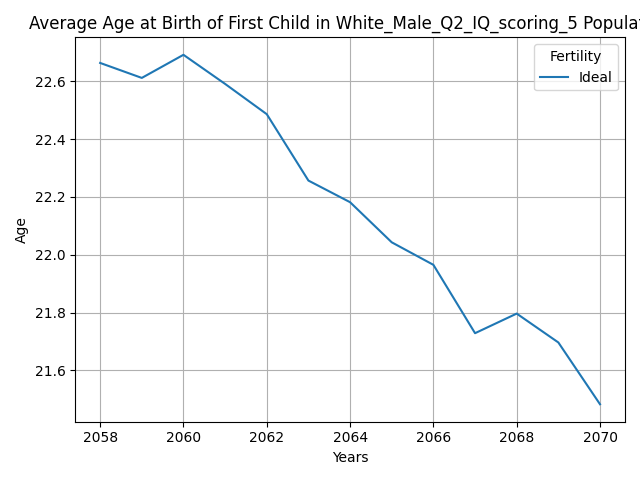 Average Age at Birth of First Child in White_Male_Q2_IQ_scoring_5
Fertility
Ideal
22.6
22.4
22.2
22.0
21.8
21.6
Age
2058 2060 2062 2064 2066 2068 2070
Years